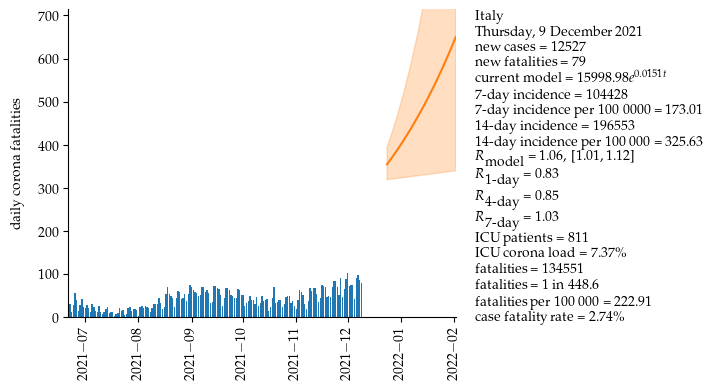 700
600
500
400
300
200
100
0
daily corona fatalities
2021−07
2021−08
2021−09
2021−10
2021−11
2021−12
2022−01
2022−02
Italy
Thursday, 9 December 2021
new cases = 12527
new fatalities = 79
current model = 15998.98e^0.0151t
7-day incidence = 104428
7-day incidence per 100 0000 = 173.01
14-day incidence = 196553
14-day incidence per 100 000 = 325.63
R_model = 1.06, [1.01, 1.12]
R_1-day = 0.83
R_4-day = 0.85
R_7-day = 1.03
ICU patients = 811
ICU corona load = 7.37%
fatalities = 134551
fatalities = 1 in 448.6
fatalities per 100 000 = 222.91
case fatality rate = 2.74%